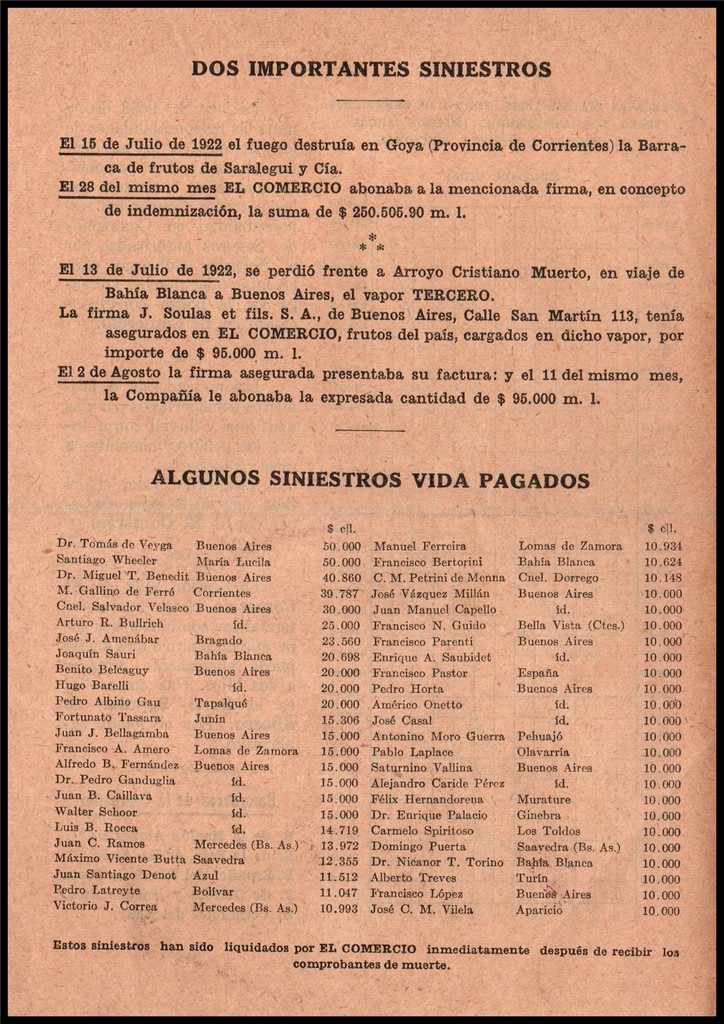 DOS IMPORTANTES SINIESTROS
El 15 de Julio de 1922 el fuego destruía en Goya (Provincia de Corrientes) la Barra-
ca de frutos de Saralegui y Cía.
El 28 del mismo mes EL COMERCIO abonaba a la mencionada firma, en concepto
de indemnización, la suma de $ 250.505.90 m. l.
* * *
El 13 de Julio de 1922, se perdió frente a Arroyo Cristiano Muerto, en viaje de
Bahía Blanca a Buenos Aires, el vapor TERCERO.
La firma J. Soulas et fils. S. A., de Buenos Aires, Calle San Martín 113, tenía
asegurados en EL COMERCIO, frutos del país, cargados en dicho vapor, por
importe de $ 95.000 m. l.
El 2 de Agosto la firma asegurada presentaba su factura: y el 11 del mismo mes,
la Compañía le abonaba la expresada cantidad de $ 95.000 m. l.
ALGUNOS SINIESTROS VIDA PAGADOS
$ c/l. $ c/l.
Dr. Tomás de Veyga Buenos Aires 50.000 Manuel Ferreira Lomas de Zamora 10.934
Santiago Wheeler María Lucila 50.000 Francisco Bertorini Bahía Blanca 10.624
Dr. Miguel T. Benedit Buenos Aires 40.860 C. M. Petrini de Menna Cnel. Dorrego 10.148
M. Gallino de Ferré Corrientes 39.787 José Vázquez Millán Buenos Aires 10.000
Cnel. Salvador Velasco Buenos Aires 30.000 Juan Manuel Capello íd. 10.000
Arturo R. Bullrich íd. 25.000 Francisco N. Guido Bella Vista (Ctes.) 10.000
José J. Amenábar Bragado 23.560 Francisco Parenti Buenos Aires 10.000
Joaquín Sauri Bahía Blanca 20.698 Enrique A. Saubidet íd. 10.000
Benito Belcaguy Buenos Aires 20.000 Francisco Pastor España 10.000
Hugo Barelli íd. 20.000 Pedro Horta Buenos Aires 10.000
Pedro Albino Gau Tapalqué 20.000 Américo Onetto íd. 10.000
Fortunato Tassara Junín 15.306 José Casal íd. 10.000
Juan J. Bellagamba Buenos Aires 15.000 Antonino Moro Guerra Pehuajó 10.000
Francisco A. Amero Lomas de Zamora 15.000 Pablo Laplace Olavarría 10.000
Alfredo B. Fernández Buenos Aires 15.000 Saturnino Vallina Buenos Aires 10.000
Dr. Pedro Ganduglia íd. 15.000 Alejandro Caride Pérez íd. 10.000
Juan B. Caillava íd. 15.000 Félix Hernandorena Murature 10.000
Walter Schoor íd. 15.000 Dr. Enrique Palacio Ginebra 10.000
Luis B. Rocca íd. 14.719 Carmelo Spiritoso Los Toldos 10.000
Juan C. Ramos Mercedes (Bs. As.) 13.972 Domingo Puerta Saavedra (Bs. As.) 10.000
Máximo Vicente Butta Saavedra 12.355 Dr. Nicanor T. Torino Bahía Blanca 10.000
Juan Santiago Denot Azul 11.512 Alberto Treves Turín 10.000
Pedro Latreyte Bolívar 11.047 Francisco López Buenos Aires 10.000
Victorio J. Correa Mercedes (Bs. As.) 10.993 José C. M. Vilela Aparicio 10.000
Estos siniestros han sido liquidados por EL COMERCIO inmediatamente después de recibir los
comprobantes de muerte.